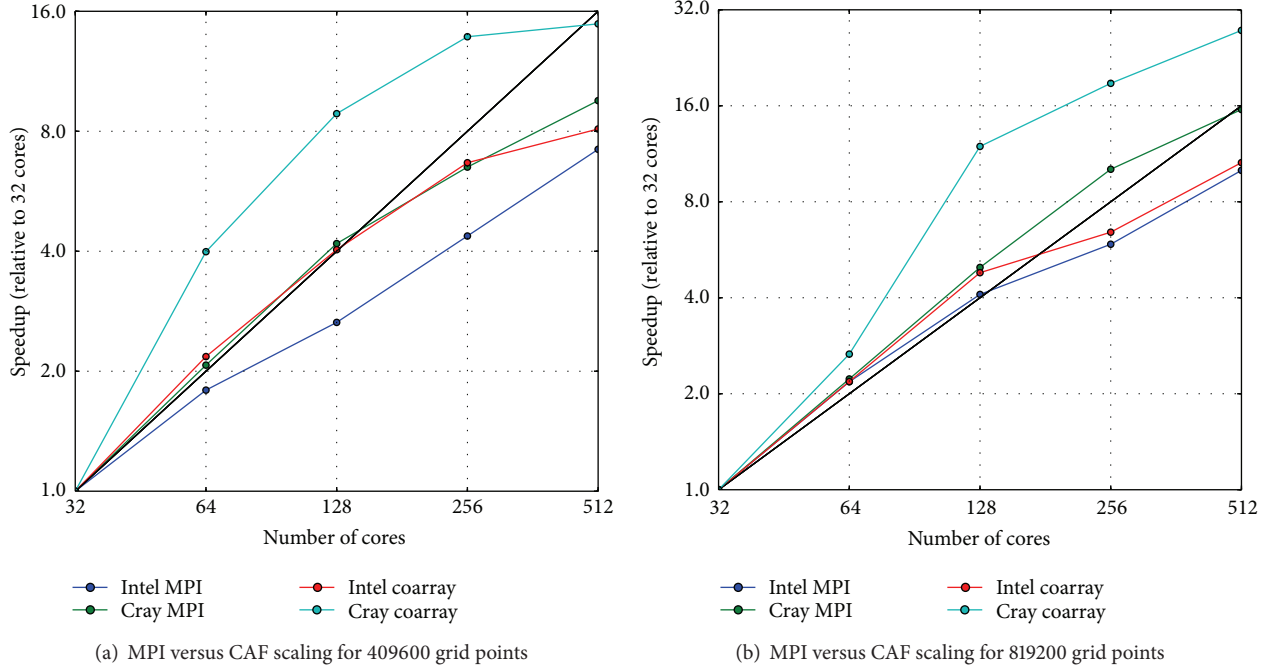 Speedup (relative to 32 cores)
16.0
8.0
4.0
2.0
1.0
32
64
128
256
512
Number of cores
Intel MPI
Intel coarray
Cray MPI
Cray coarray
(a) MPI versus CAF scaling for 409600 grid points
Speedup (relative to 32 cores)
32.0
16.0
8.0
4.0
2.0
1.0
32
64
128
256
512
Number of cores
Intel MPI
Intel coarray
Cray MPI
Cray coarray
(b) MPI versus CAF scaling for 819200 grid points